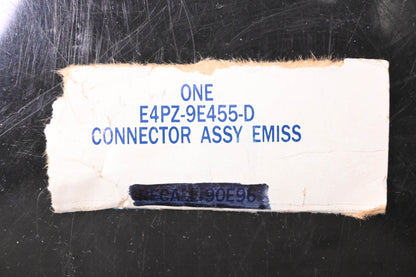 ONE
E4PZ-9E455-D
CONNECTOR ASSY EMISS